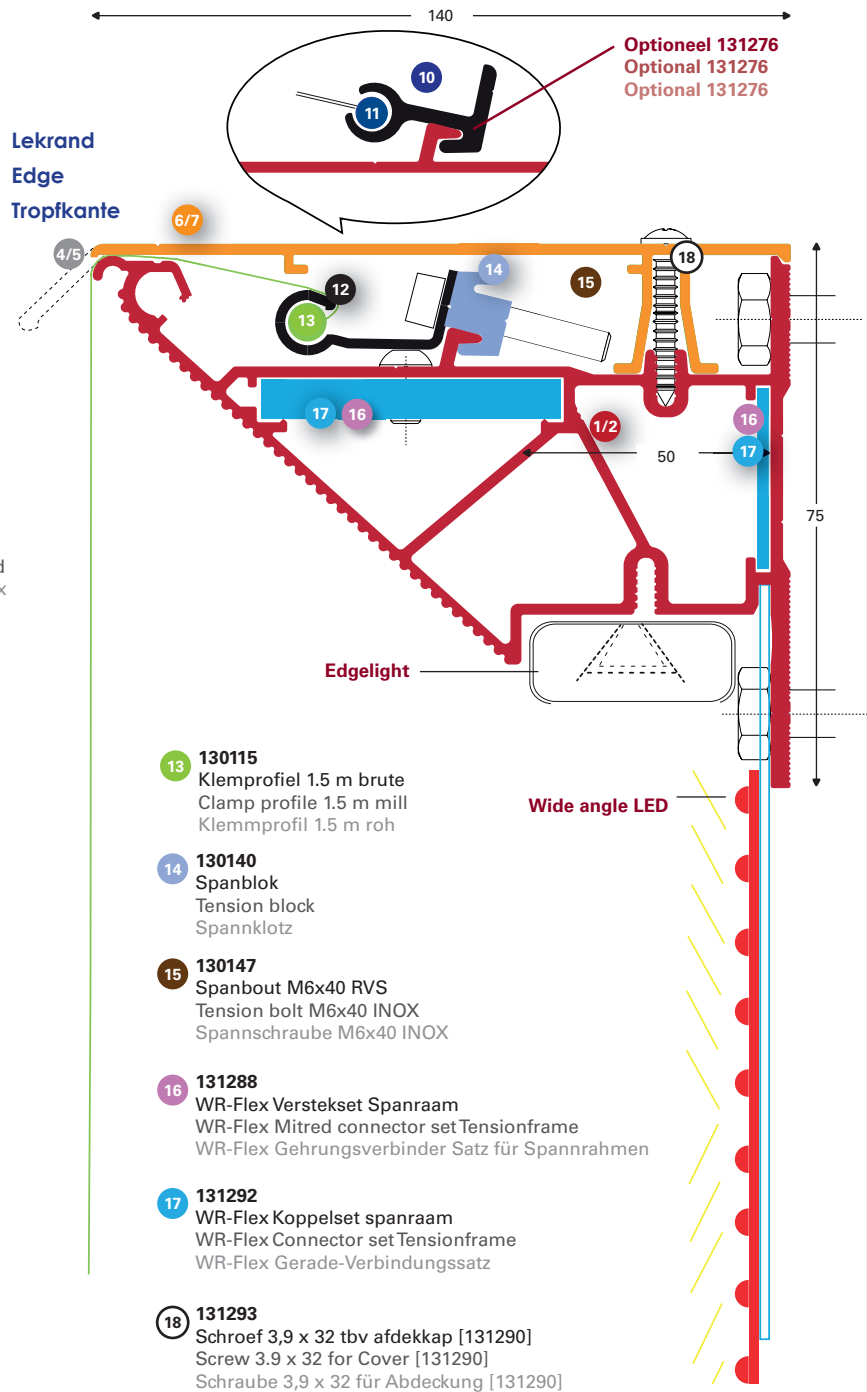 140
Optioneel 131276
Optional 131276
Optional 131276
10
11
Lekrand
Edge
Tropfkante
6/7
4/5
18
14
15
12
13
17 16
1/2
16
17
50
75
d
x
Edgelight
Wide angle LED
13 130115
Klemprofiel 1.5 m brute
Clamp profile 1.5 m mill
Klemmprofil 1.5 m roh
14 130140
Spanblok
Tension block
Spannklotz
15 130147
Spanbout M6x40 RVS
Tension bolt M6x40 INOX
Spannschraube M6x40 INOX
16 131288
WR-Flex Verstekset Spanraam
WR-Flex Mitred connector set Tensionframe
WR-Flex Gehrungsverbinder Satz für Spannrahmen
17 131292
WR-Flex Koppelset spanraam
WR-Flex Connector set Tensionframe
WR-Flex Gerade-Verbindungssatz
18 131293
Schroef 3,9 x 32 tbv afdekkap [131290]
Screw 3.9 x 32 for Cover [131290]
Schraube 3,9 x 32 für Abdeckung [131290]